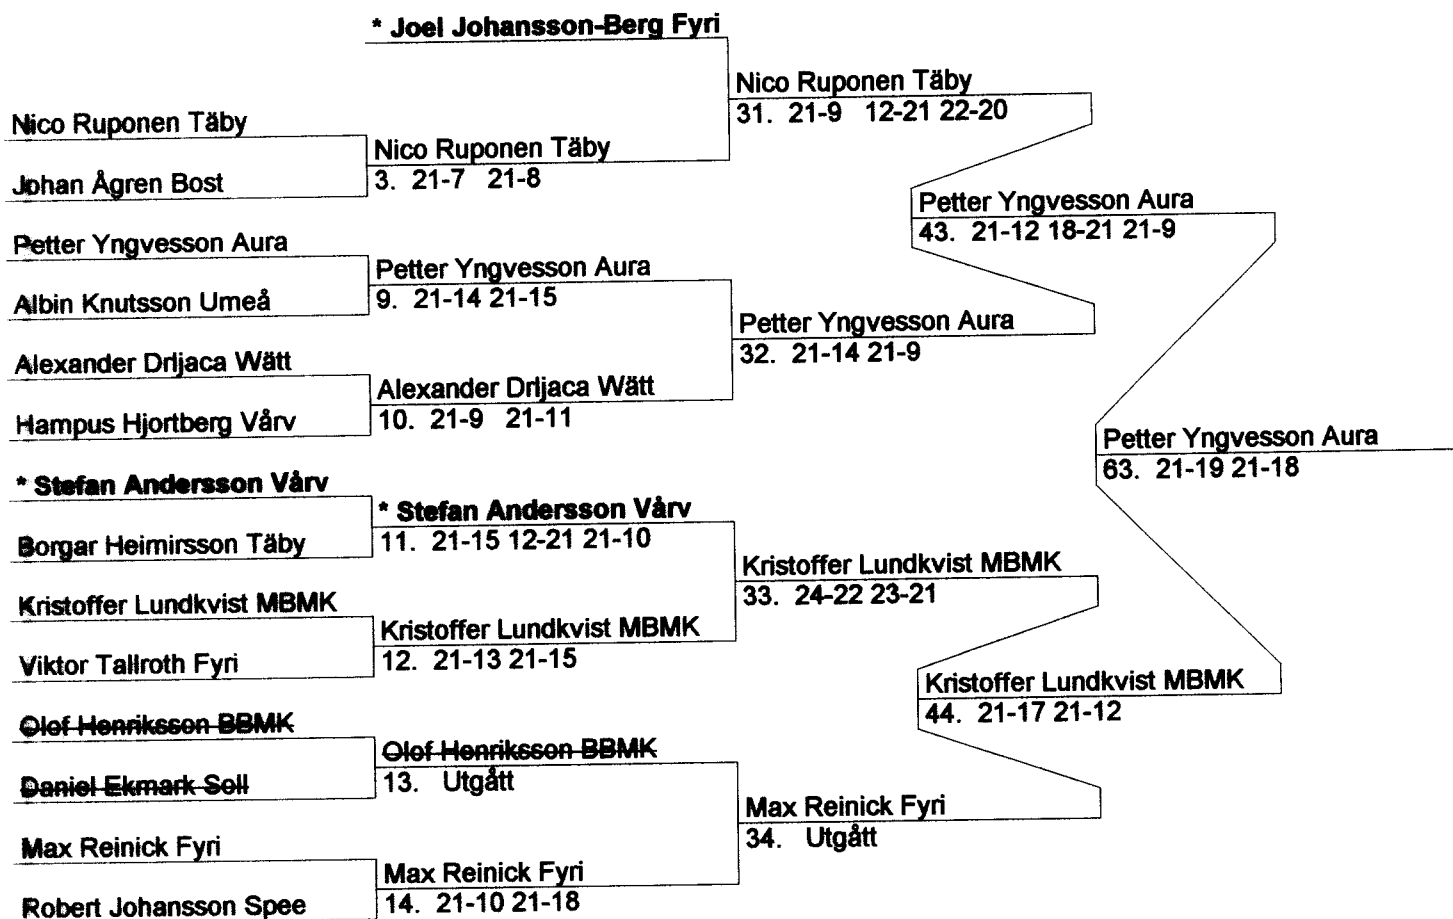 * Joel Johansson-Berg Fyri
Nico Ruponen Täby
31. 21-9 12-21 22-20
Nico Ruponen Täby
Nico Ruponen Täby
3. 21-7 21-8
Johan Ågren Bost
Petter Yngvesson Aura
43. 21-12 18-21 21-9
Petter Yngvesson Aura
Petter Yngvesson Aura
9. 21-14 21-15
Albin Knutsson Umeå
Petter Yngvesson Aura
32. 21-14 21-9
Alexander Drljaca Wätt
Alexander Drljaca Wätt
10. 21-9 21-11
Hampus Hjortberg Vårv
Petter Yngvesson Aura
63. 21-19 21-18
* Stefan Andersson Vårv
* Stefan Andersson Vårv
11. 21-15 12-21 21-10
Borgar Heimirsson Täby
Kristoffer Lundkvist MBMK
33. 24-22 23-21
Kristoffer Lundkvist MBMK
Kristoffer Lundkvist MBMK
12. 21-13 21-15
Viktor Tallroth Fyri
Kristoffer Lundkvist MBMK
44. 21-17 21-12
Olof Henriksson BBMK
Olof Henriksson BBMK
13. Utgått
Daniel Ekmark Soll
Max Reinick Fyri
34. Utgått
Max Reinick Fyri
Max Reinick Fyri
14. 21-10 21-18
Robert Johansson Spee